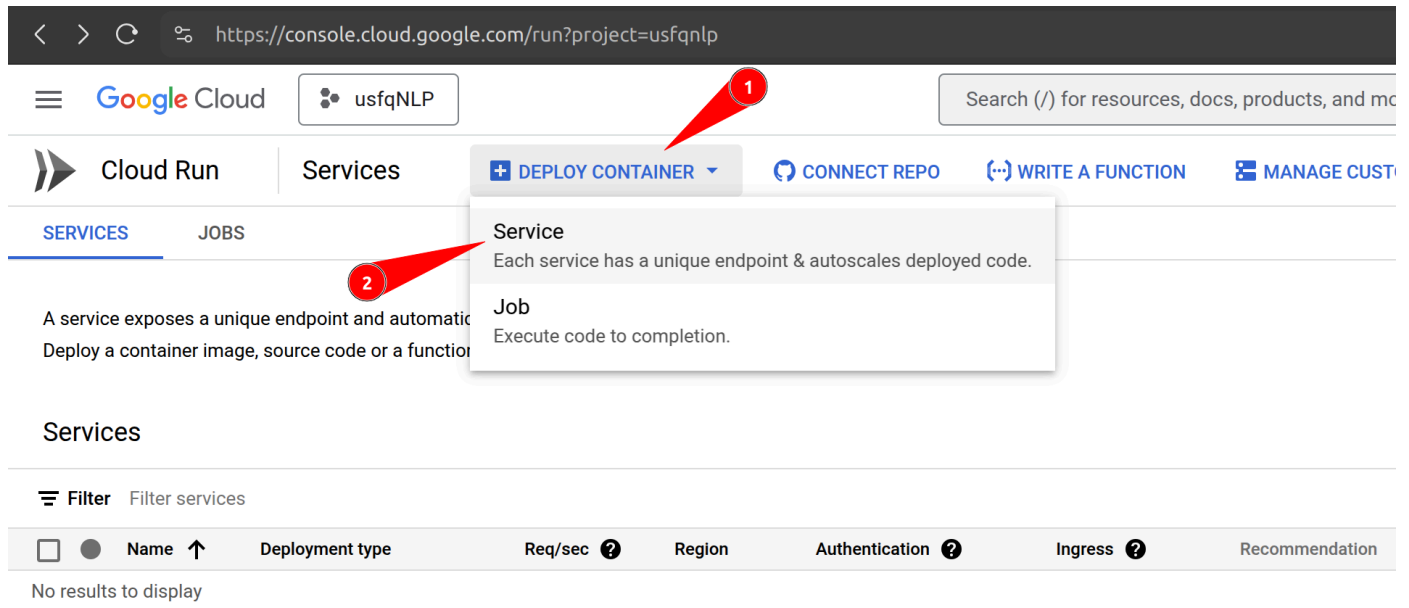 https://console.cloud.google.com/run?project=usfqnlp
Google Cloud usfqNLP Search (/) for resources, docs, products, and mo
1
Cloud Run Services DEPLOY CONTAINER CONNECT REPO WRITE A FUNCTION MANAGE CUST
SERVICES JOBS
Service
Each service has a unique endpoint & autoscales deployed code.
2
Job
Execute code to completion.
A service exposes a unique endpoint and automatic
Deploy a container image, source code or a function
Services
Filter Filter services
Name Deployment type Req/sec ? Region Authentication ? Ingress ? Recommendation
No results to display